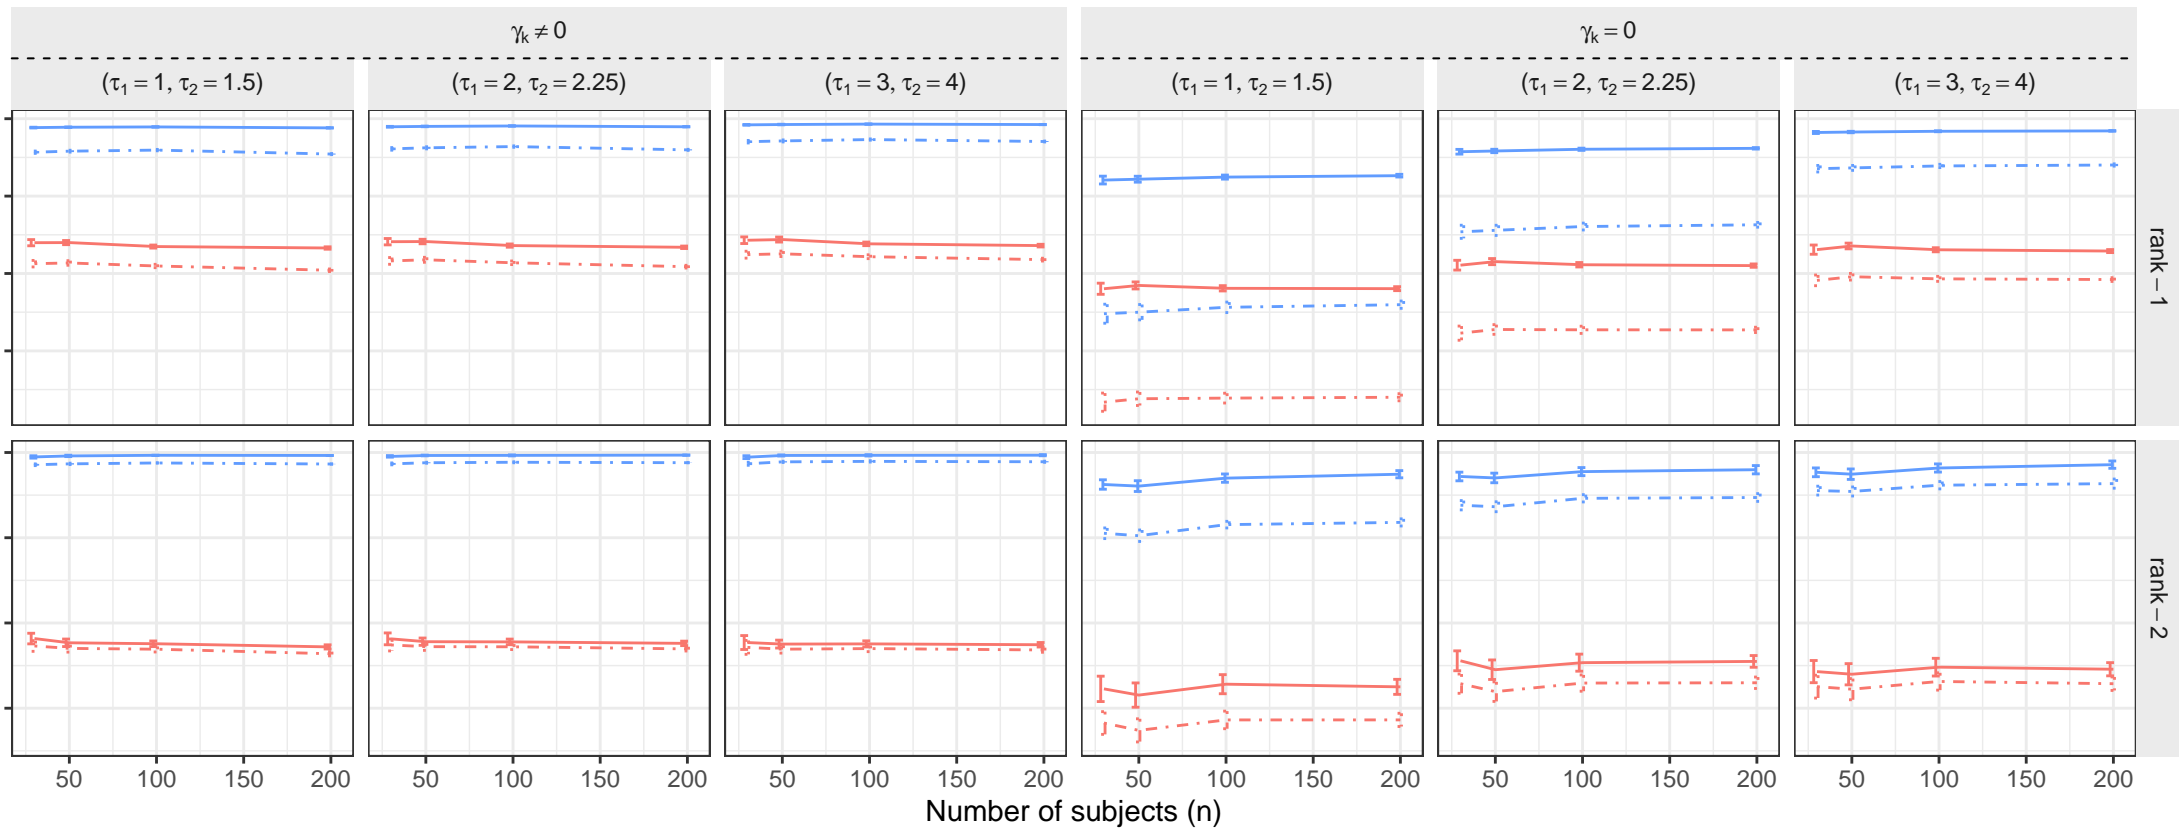 γk ≠ 0 γk = 0
(τ1 = 1, τ2 = 1.5) (τ1 = 2, τ2 = 2.25) (τ1 = 3, τ2 = 4) (τ1 = 1, τ2 = 1.5) (τ1 = 2, τ2 = 2.25) (τ1 = 3, τ2 = 4)
rank−1
rank−2
50 100 150 200 50 100 150 200 50 100 150 200 50 100 150 200 50 100 150 200 50 100 150 200
Number of subjects (n)